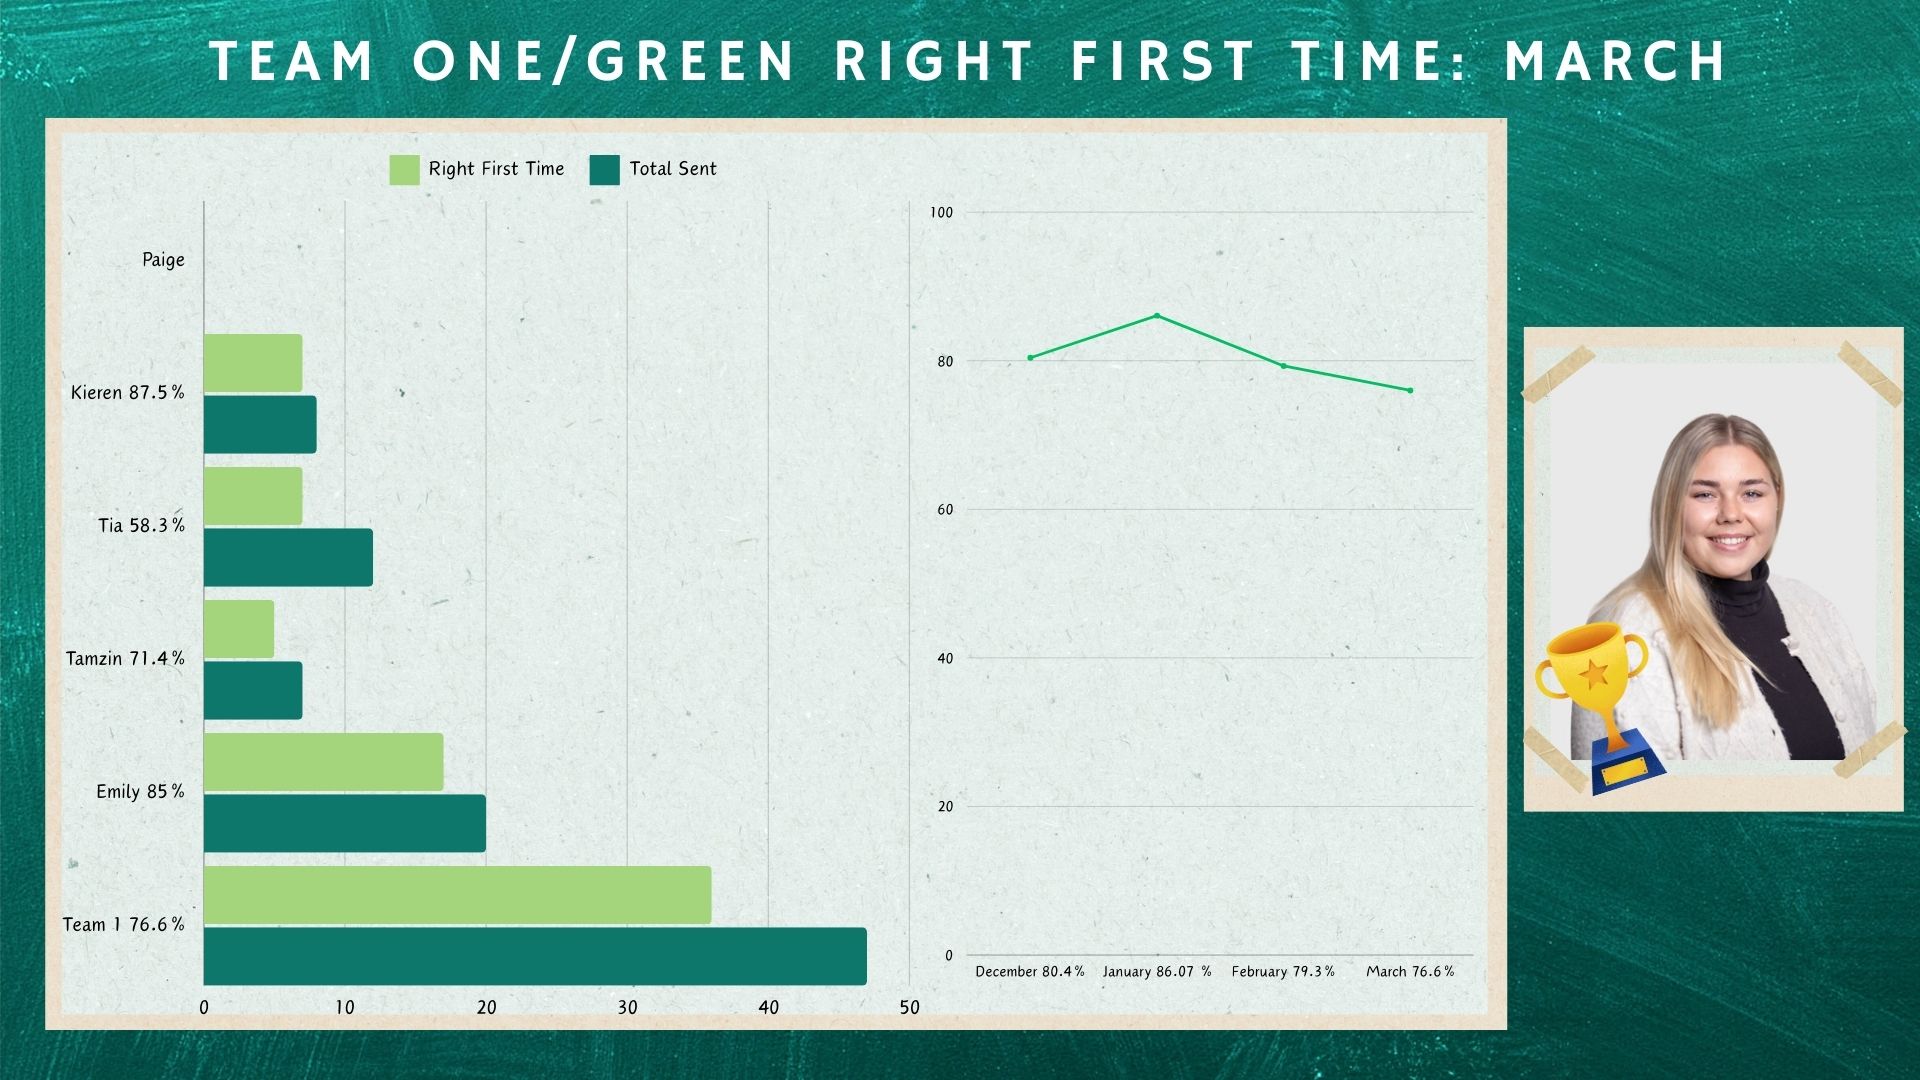 TEAM ONE/GREEN RIGHT FIRST TIME: MARCH
Right First Time
Total Sent
Paige
Kieren 87.5%
Tia 58.3%
Tamzin 71.4%
Emily 85%
Team 1 76.6%
0 10 20 30 40 50
100
80
60
40
20
0
December 80.4% January 86.07 % February 79.3% March 76.6%